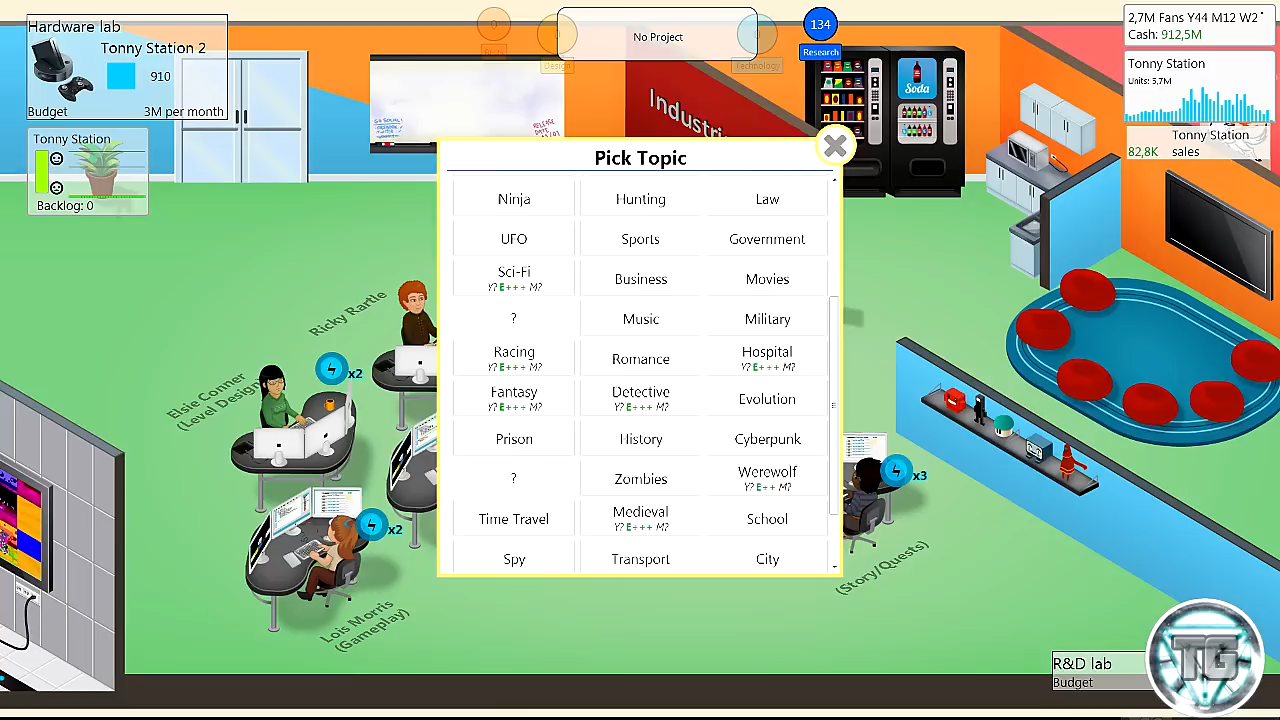 Hardware lab
Tonny Station 2
910
Budget
3M per month
Tonny Station
Backlog: 0
No Project
134
Research
Design
Technology
2,7M Fans Y44 M12 W2
Cash: 912,5M
Tonny Station
Units: 5,7M
Tonny Station
82,8K sales
Soda
Industri
RELEASE
Pick Topic
Ninja Hunting Law
UFO Sports Government
Sci-Fi Business Movies
Y? E+++ M?
? Music Military
Racing Romance Hospital
Y? E+++ M? Y? E+++ M?
Fantasy Detective Evolution
Y? E+++ M? Y? E+++ M?
Prison History Cyberpunk
? Zombies Werewolf
Y? E++ M?
Time Travel Medieval School
Y? E+++ M?
Spy Transport City
Ricky Rartle
Elsie Conner
(Level Design)
x2
x2
x3
Lois Morris
(Gameplay)
(Story/Quests)
R&D lab
Budget
TG